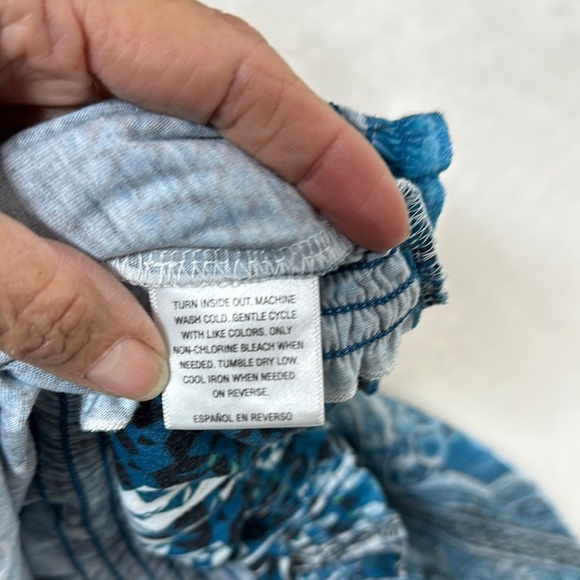 TURN INSIDE OUT. MACHINE
WASH COLD. GENTLE CYCLE
WITH LIKE COLORS. ONLY
NON-CHLORINE BLEACH WHEN
NEEDED. TUMBLE DRY LOW.
COOL IRON WHEN NEEDED
ON REVERSE.
ESPAÑOL EN REVERSO